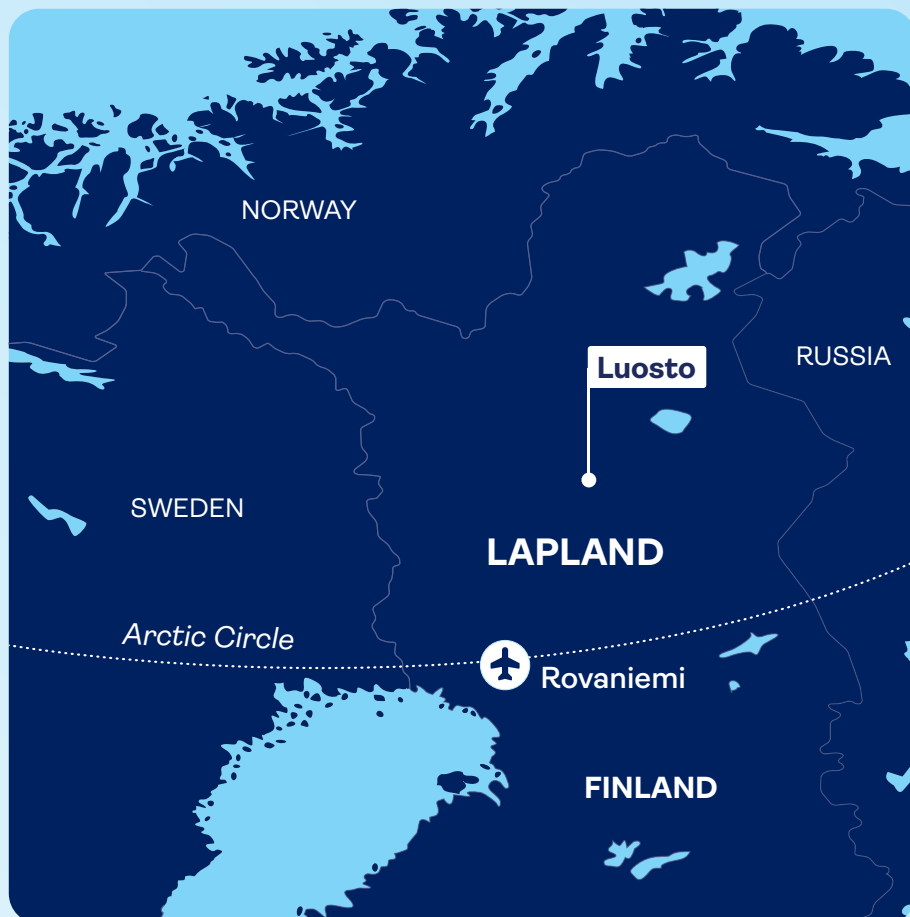 NORWAY
RUSSIA
Luosto
SWEDEN
LAPLAND
Arctic Circle
Rovaniemi
FINLAND